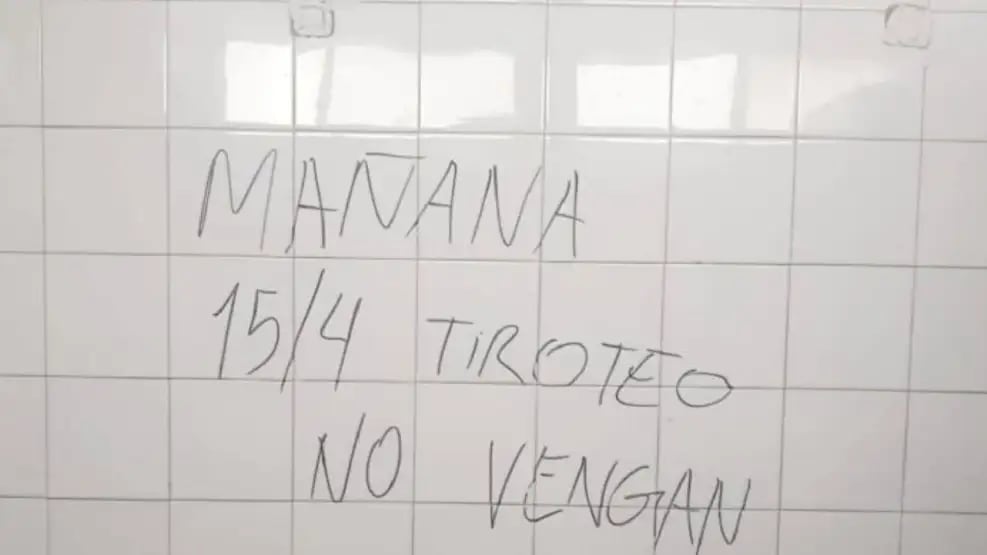 MAÑANA
15/4 TIROTEO
NO VENGAN